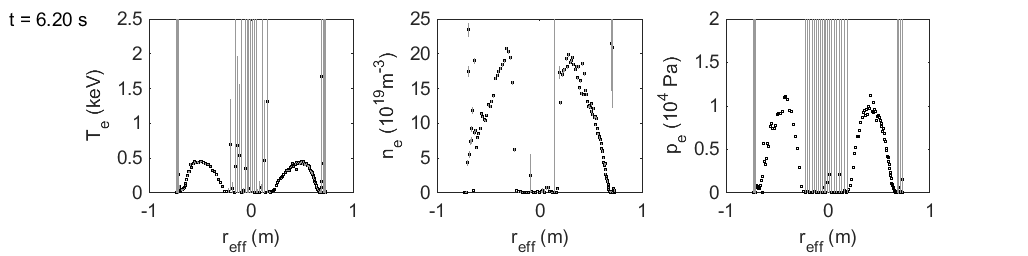 t = 6.20 s
2.5
2
1.5
1
0.5
0
T_e (keV)
-1 0 1
r_eff (m)
25
20
15
10
5
0
n_e (10^19 m^-3)
-1 0 1
r_eff (m)
2
1.5
1
0.5
0
p_e (10^4 Pa)
-1 0 1
r_eff (m)